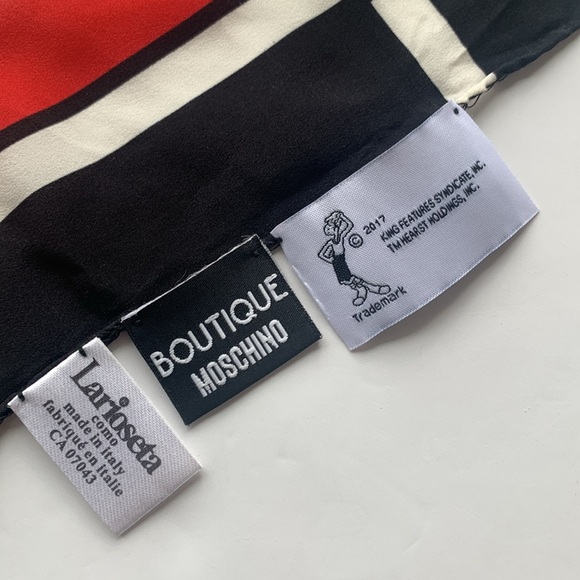 Larioseta
como
made in italy
fabriqué en italie
CA 07043
BOUTIQUE
MOSCHINO
© 2017
KING FEATURES SYNDICATE, INC.
TM HEARST HOLDINGS, INC.
Trademark